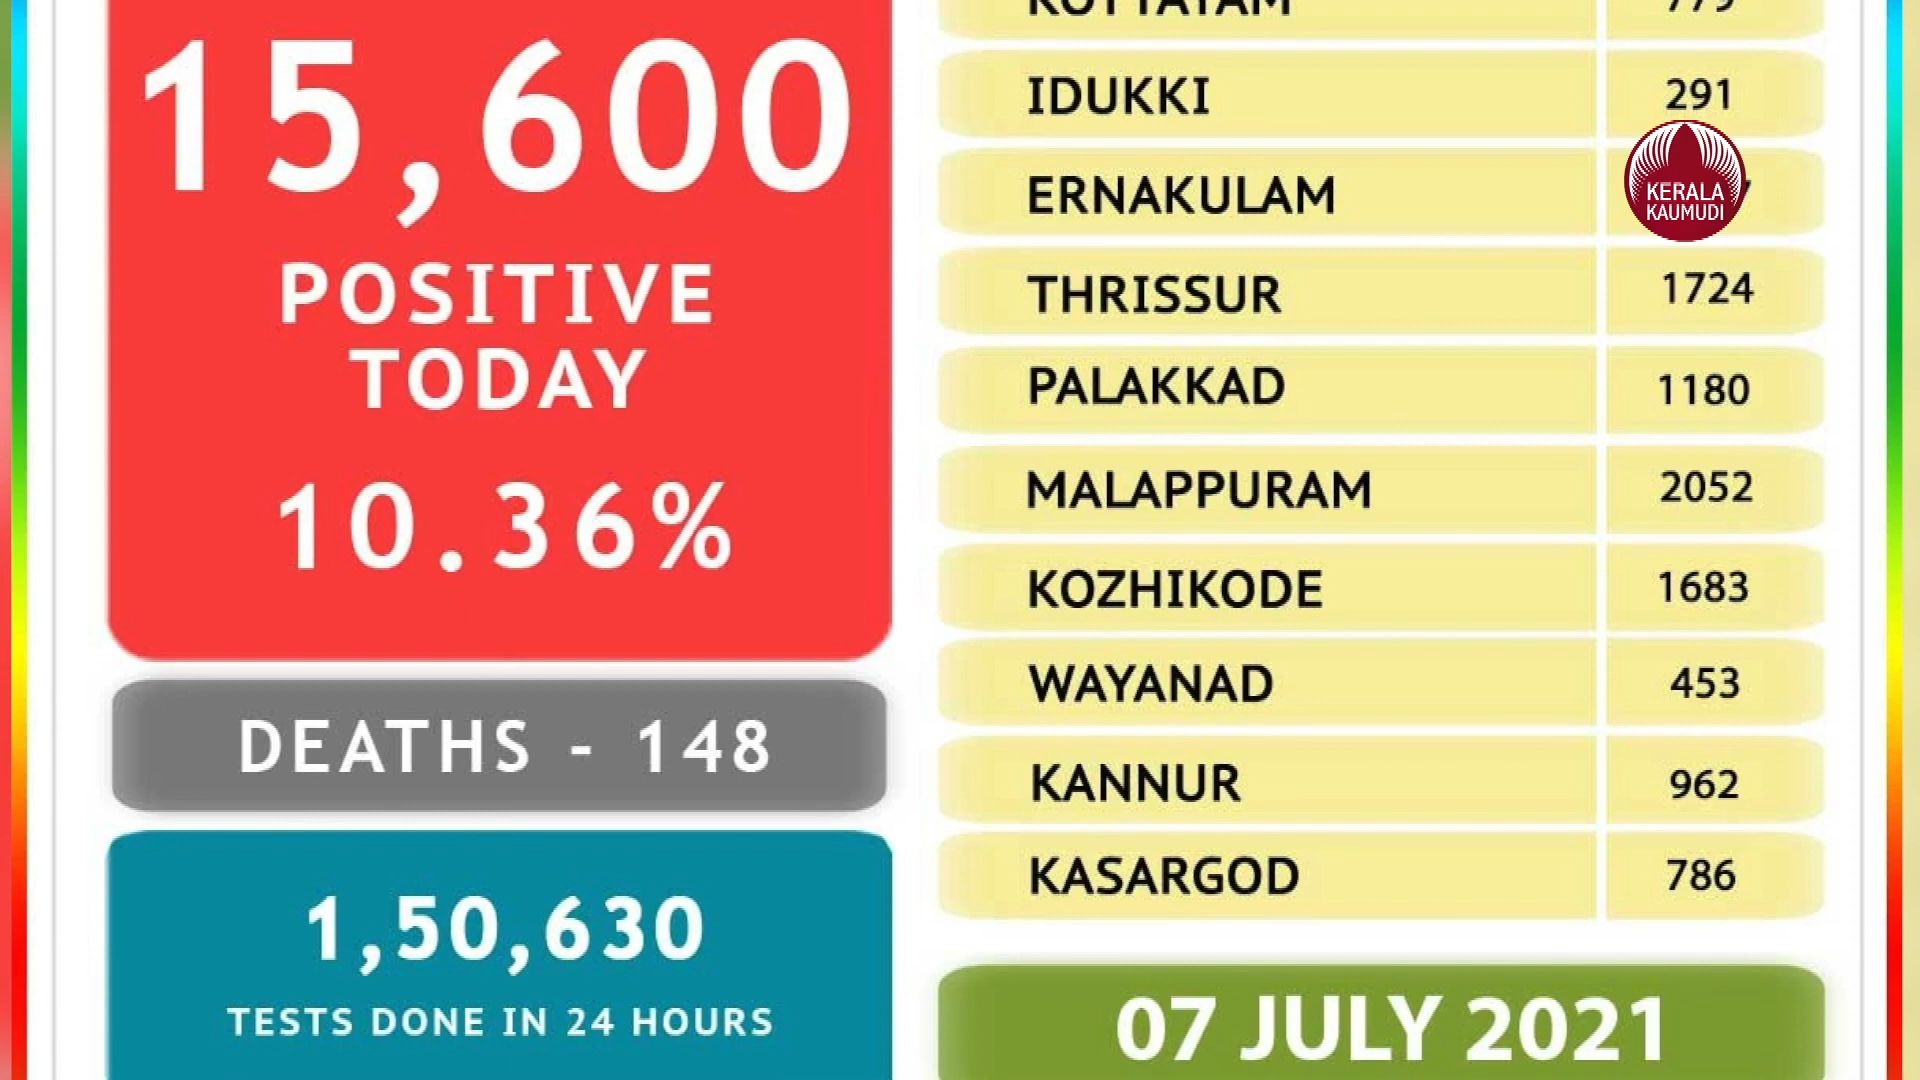 15,600
POSITIVE
TODAY
10.36%
DEATHS - 148
1,50,630
TESTS DONE IN 24 HOURS
KOTTAYAM 779
IDUKKI 291
ERNAKULAM
KERALA
KAUMUDI
THRISSUR 1724
PALAKKAD 1180
MALAPPURAM 2052
KOZHIKODE 1683
WAYANAD 453
KANNUR 962
KASARGOD 786
07 JULY 2021